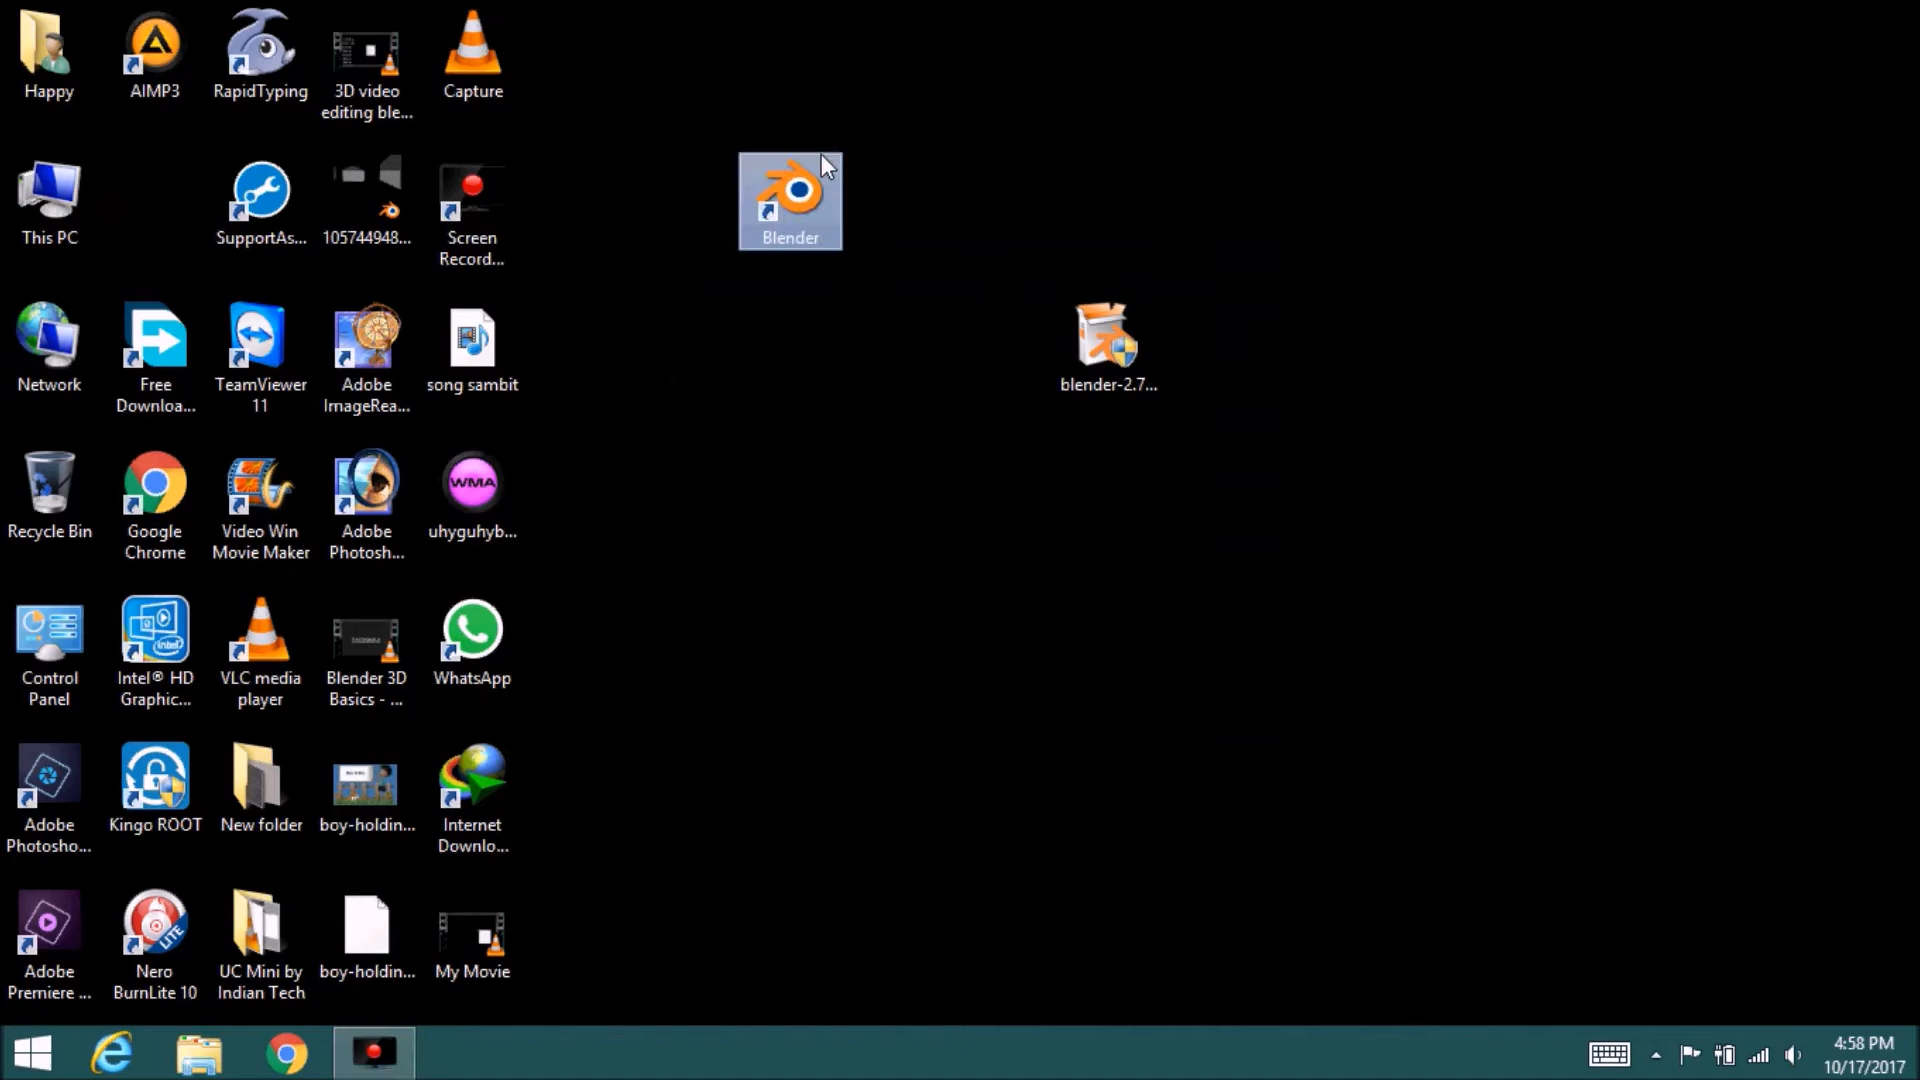 Happy
AIMP3
RapidTyping
3D video
editing ble...
Capture
This PC
SupportAs...
105744948...
Screen
Record...
Blender
Network
Free
Downloa...
TeamViewer
11
Adobe
ImageRea...
song sambit
blender-2.7...
Recycle Bin
Google
Chrome
Video Win
Movie Maker
Adobe
Photosh...
WMA
uhyguhyb...
Control
Panel
intel
Intel® HD
Graphic...
VLC media
player
Blender 3D
Basics - ...
WhatsApp
Adobe
Photosho...
Kingo ROOT
New folder
boy-holdin...
Internet
Downlo...
Adobe
Premiere ...
LITE
Nero
BurnLite 10
UC Mini by
Indian Tech
boy-holdin...
My Movie
4:58 PM
10/17/2017